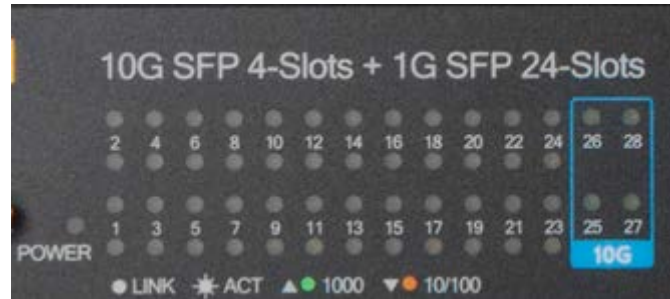 10G SFP 4-Slots + 1G SFP 24-Slots
2 4 6 8 10 12 14 16 18 20 22 24 26 28
1 3 5 7 9 11 13 15 17 19 21 23 25 27
POWER 10G
LINK ACT 1000 10/100